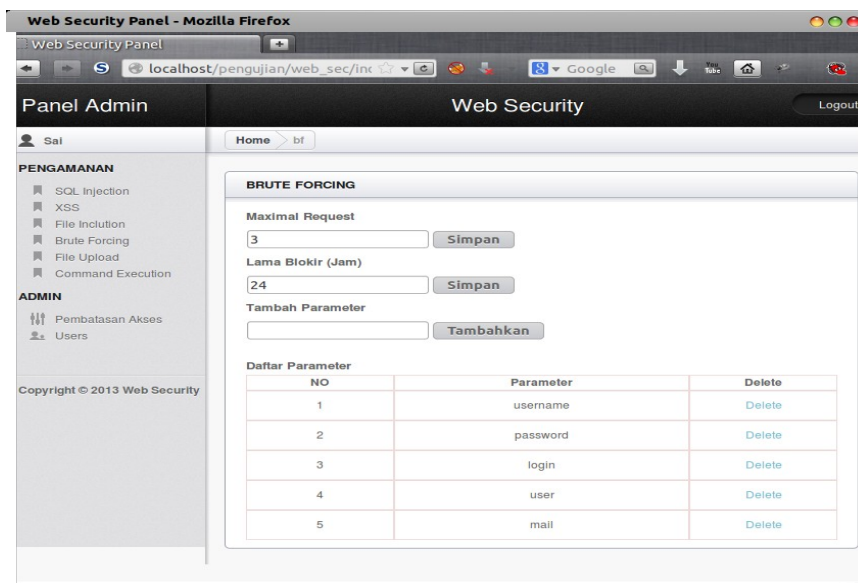 Web Security Panel - Mozilla Firefox
Web Security Panel
localhost/pengujian/web_sec/inc
Google
You Tube
Panel Admin
Web Security
Logout
Sai
Home
bf
PENGAMANAN
SQL Injection
XSS
File Inclution
Brute Forcing
File Upload
Command Execution
ADMIN
Pembatasan Akses
Users
Copyright © 2013 Web Security
BRUTE FORCING
Maximal Request
3 Simpan
Lama Blokir (Jam)
24 Simpan
Tambah Parameter
Tambahkan
Daftar Parameter
NO Parameter Delete
1 username Delete
2 password Delete
3 login Delete
4 user Delete
5 mail Delete